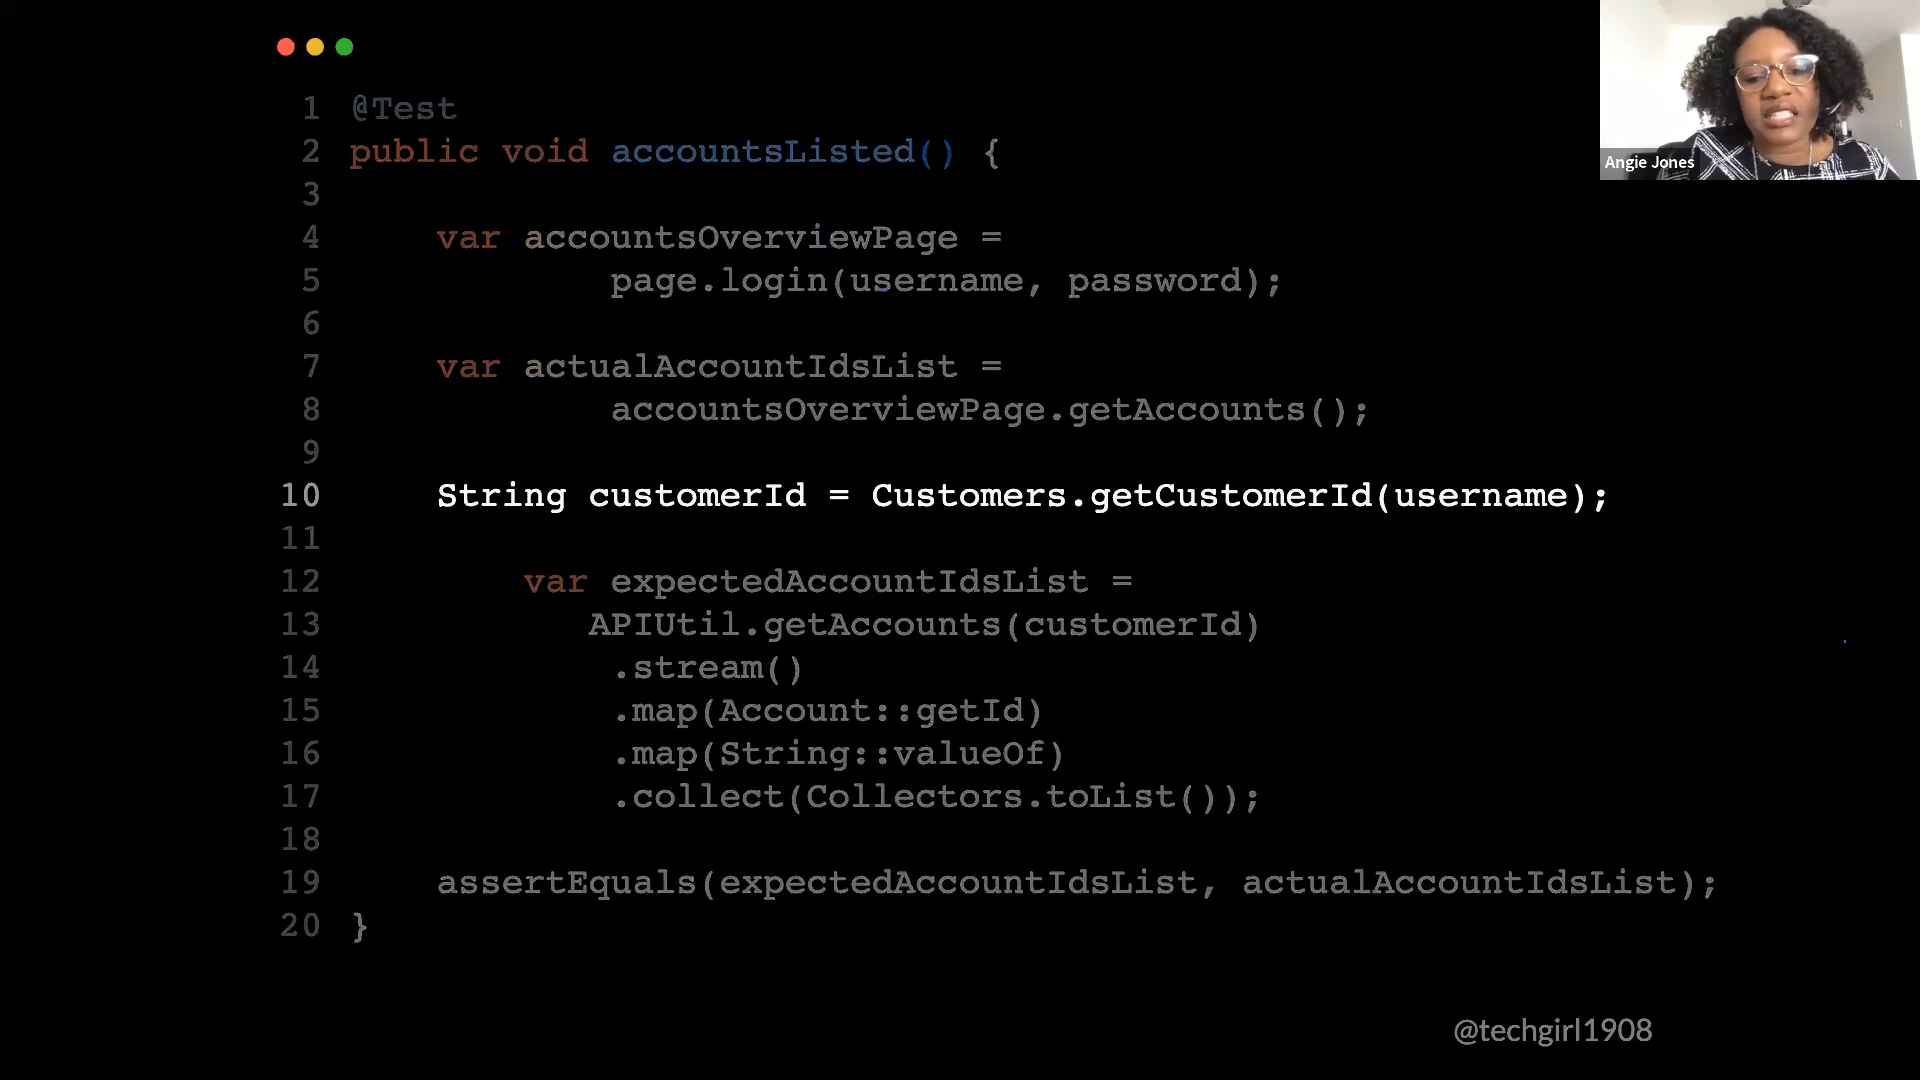 Angie Jones
1 @Test
2 public void accountsListed() {
3
4 var accountsOverviewPage =
5 page.login(username, password);
6
7 var actualAccountIdsList =
8 accountsOverviewPage.getAccounts();
9
10 String customerId = Customers.getCustomerId(username);
11
12 var expectedAccountIdsList =
13 APIUtil.getAccounts(customerId)
14 .stream()
15 .map(Account::getId)
16 .map(String::valueOf)
17 .collect(Collectors.toList());
18
19 assertEquals(expectedAccountIdsList, actualAccountIdsList);
20 }
@techgirl1908